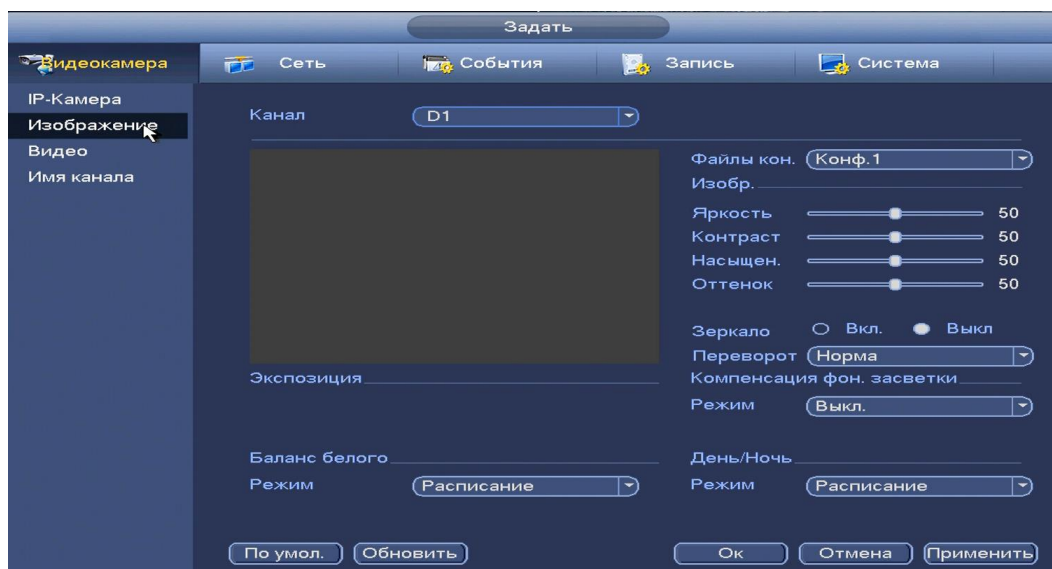 Задать
Видеокамера
Сеть
События
Запись
Система
IP-Камера
Изображение
Видео
Имя канала
Канал D1
Файлы кон. Конф.1
Изобр.
Яркость 50
Контраст 50
Насыщен. 50
Оттенок 50
Зеркало Вкл. Выкл
Переворот Норма
Экспозиция
Компенсация фон. засветки
Режим Выкл.
Баланс белого
Режим Расписание
День/Ночь
Режим Расписание
По умол. Обновить Ок Отмена Применить